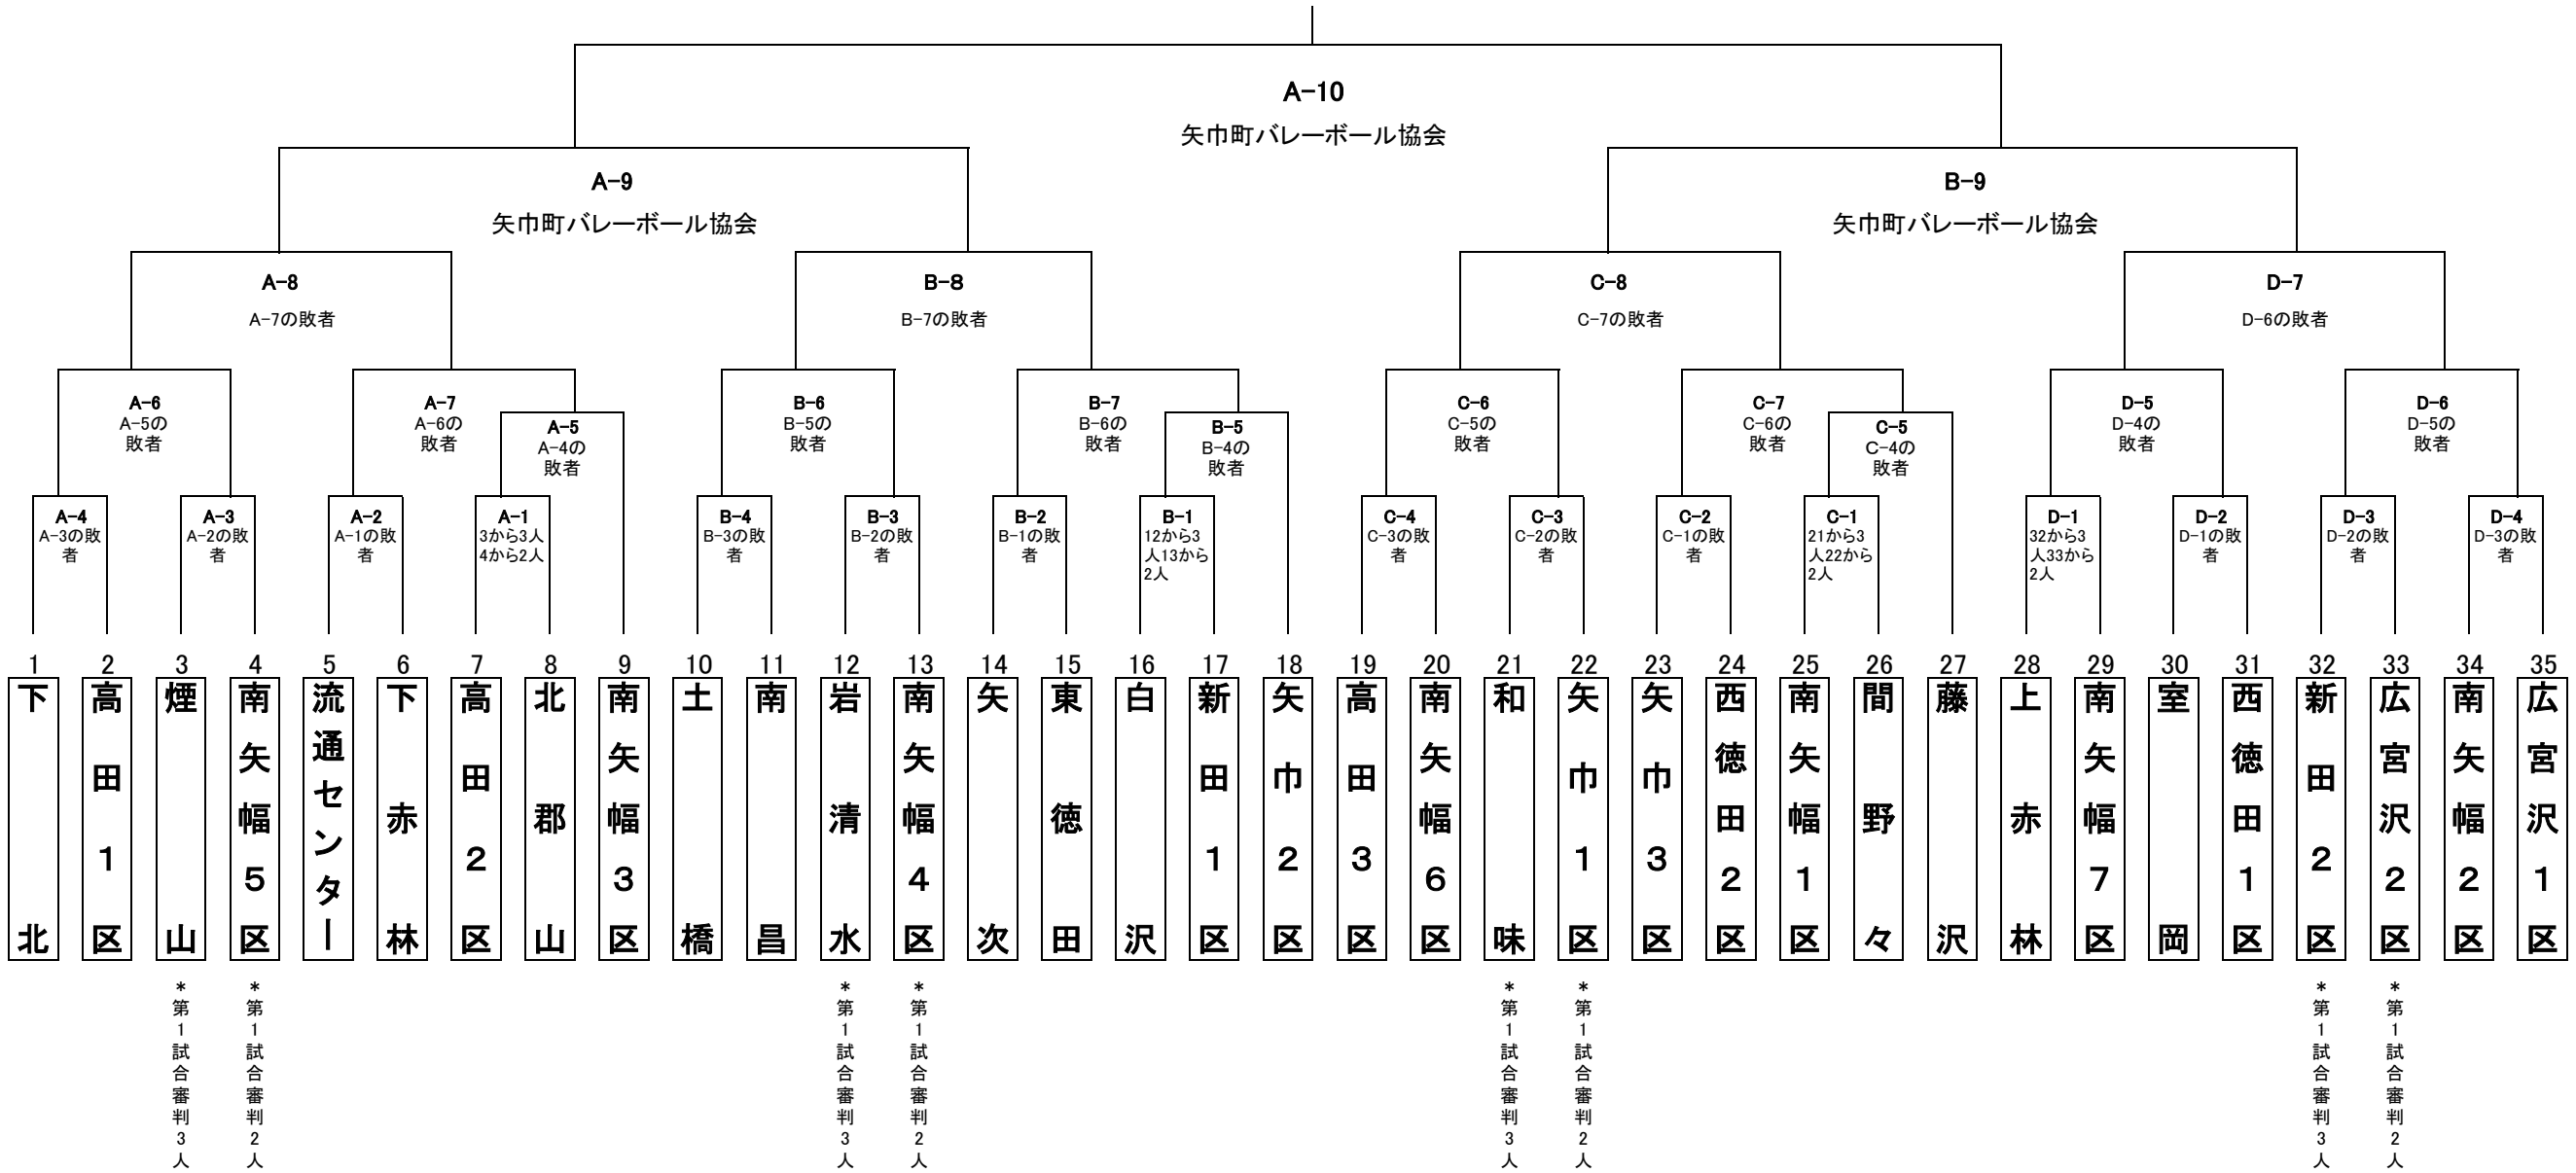 A-10
矢巾町バレーボール協会
A-9
矢巾町バレーボール協会
B-9
矢巾町バレーボール協会
A-8
A-7の敗者
B-8
B-7の敗者
C-8
C-7の敗者
D-7
D-6の敗者
A-6
A-5の
敗者
A-7
A-6の
敗者
A-5
A-4の
敗者
B-6
B-5の
敗者
B-7
B-6の
敗者
B-5
B-4の
敗者
C-6
C-5の
敗者
C-7
C-6の
敗者
C-5
C-4の
敗者
D-5
D-4の
敗者
D-6
D-5の
敗者
A-4
A-3の敗
者
A-3
A-2の敗
者
A-2
A-1の敗
者
A-1
3から3人
4から2人
B-4
B-3の敗
者
B-3
B-2の敗
者
B-2
B-1の敗
者
B-1
12から3
人13から
2人
C-4
C-3の敗
者
C-3
C-2の敗
者
C-2
C-1の敗
者
C-1
21から3
人22から
2人
D-1
32から3
人33から
2人
D-2
D-1の敗
者
D-3
D-2の敗
者
D-4
D-3の敗
者
1
下北
2
高田1区
3
煙山
*第1試合審判3人
4
南矢幅5区
*第1試合審判2人
5
流通センター
6
下赤林
7
高田2区
8
北郡山
9
南矢幅3区
10
土橋
11
南昌
12
岩清水
*第1試合審判3人
13
南矢幅4区
*第1試合審判2人
14
矢次
15
東徳田
16
白沢
17
新田1区
18
矢巾2区
19
高田3区
20
南矢幅6区
21
和味
*第1試合審判3人
22
矢巾1区
*第1試合審判2人
23
矢巾3区
24
西徳田2区
25
南矢幅1区
26
間野々
27
藤沢
28
上赤林
29
南矢幅7区
30
室岡
31
西徳田1区
32
新田2区
*第1試合審判3人
33
広宮沢2区
*第1試合審判2人
34
南矢幅2区
35
広宮沢1区